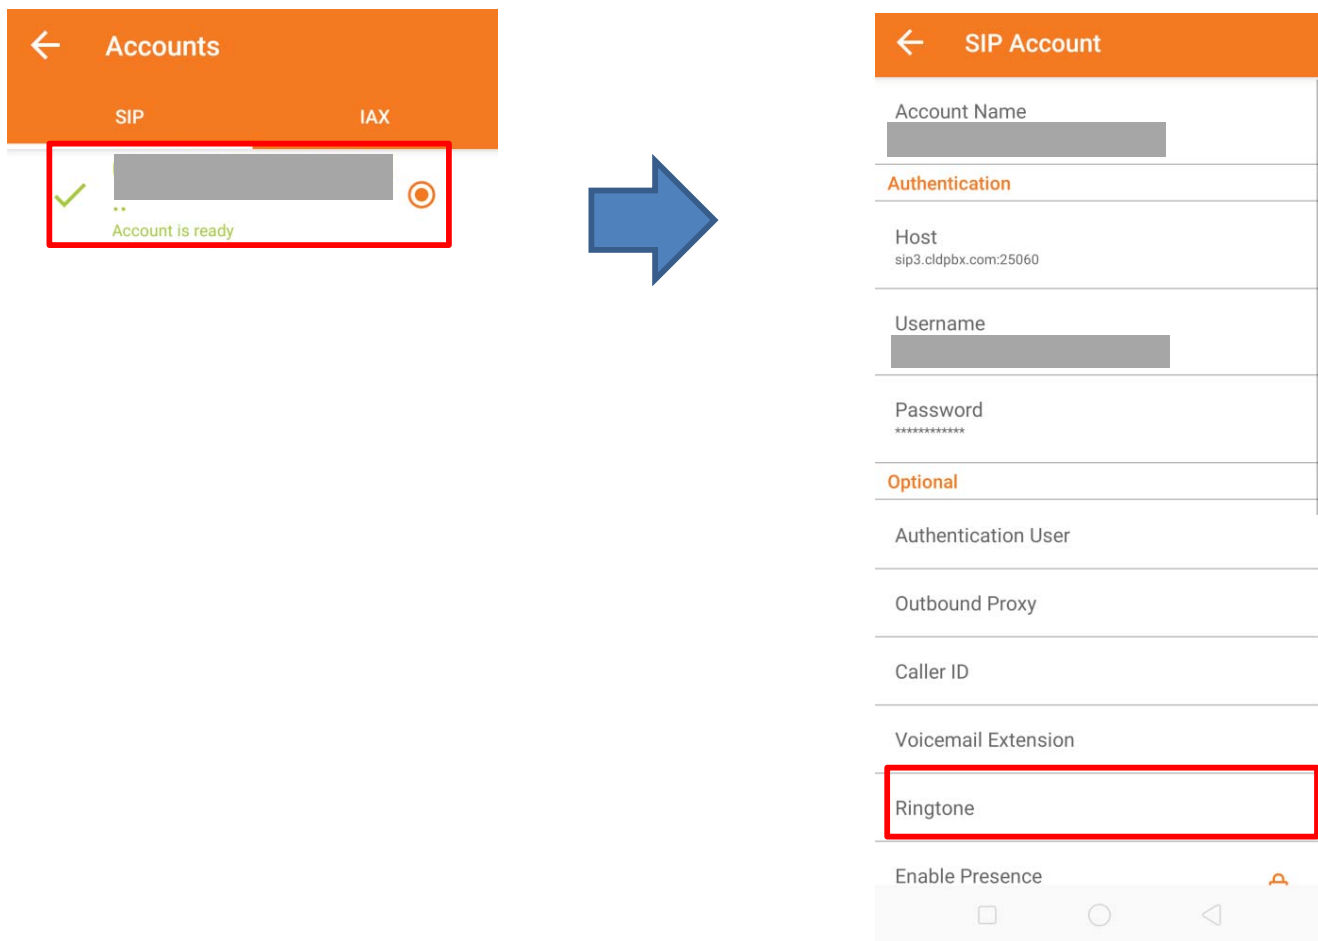 Accounts
SIP
IAX
Account is ready
SIP Account
Account Name
Authentication
Host
sip3.cldpbx.com:25060
Username
Password
************
Optional
Authentication User
Outbound Proxy
Caller ID
Voicemail Extension
Ringtone
Enable Presence